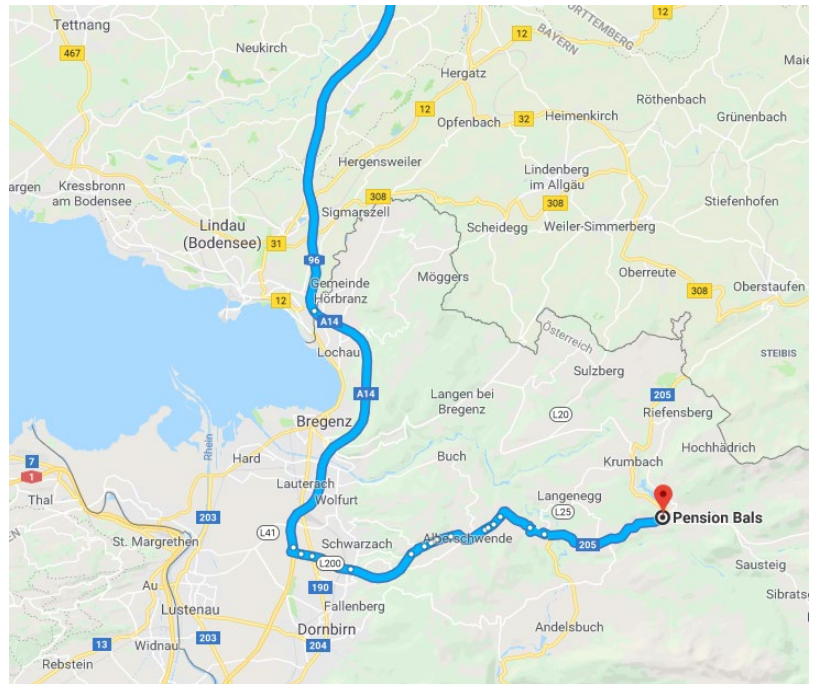 Tettnang
467
Neukirch
12
WÜRTTEMBERG
BAYERN
12
Hergatz
Maie
Röthenbach
12
Opfenbach
32
Heimenkirch
Grünenbach
argen
Kressbronn
am Bodensee
Hergensweiler
Lindenberg
im Allgäu
308
Sigmarszell
308
Stiefenhofen
Lindau
(Bodensee)
31
Scheidegg
Weiler-Simmerberg
96
Gemeinde
Hörbranz
Möggers
Oberreute
308
Oberstaufen
12
A14
Lochau
Österreich
STEIBIS
Sulzberg
A14
Langen bei
Bregenz
205
L20
Riefensberg
Rhein
Bregenz
Hochhädrich
7
1
Thal
Hard
Buch
Krumbach
Lauterach
Wolfurt
Langenegg
203
L25
Pension Bals
St. Margrethen
L41
Alberschwende
Schwarzach
205
L200
Sausteig
Au
190
Lustenau
Fallenberg
Sibrats
Dornbirn
Andelsbuch
13
Widnau
203
204
Rebstein